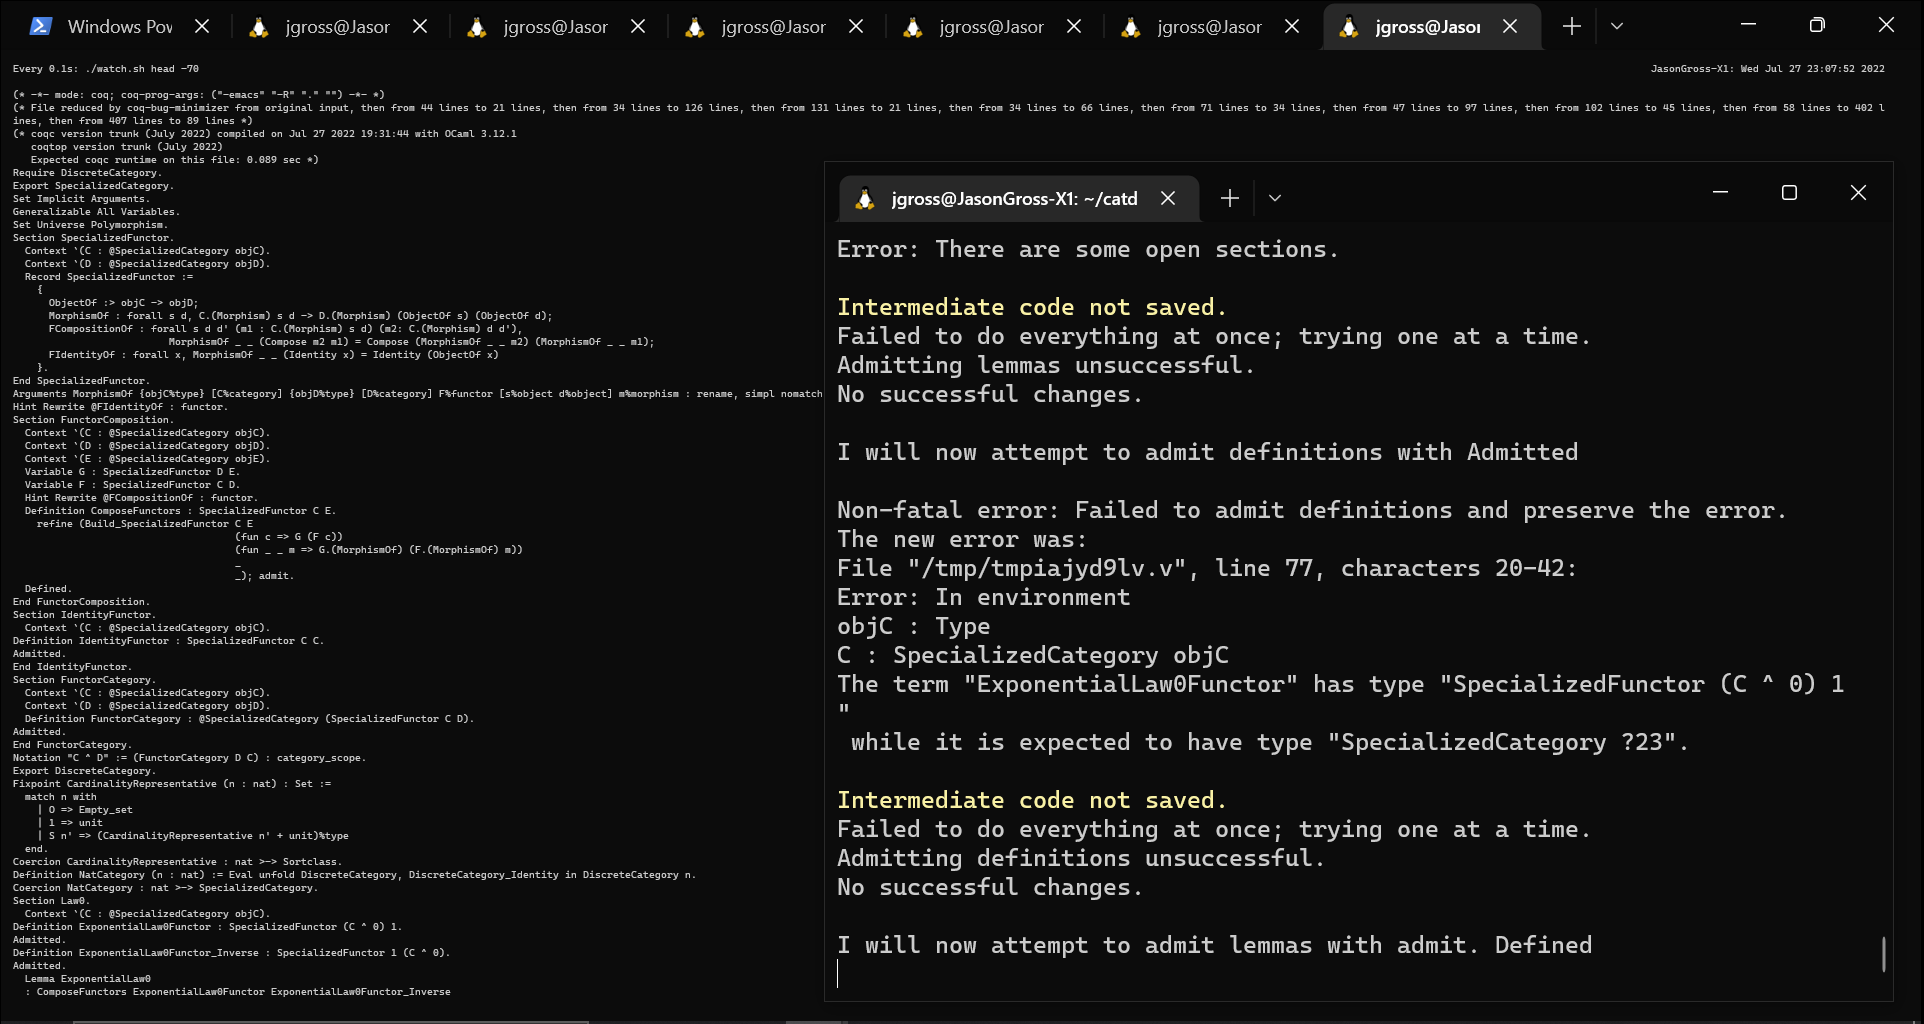 Windows Pov
jgross@Jasor
jgross@Jasor
jgross@Jasor
jgross@Jasor
jgross@Jasor
jgross@Jasor
Every 0.1s: ./watch.sh head -70
JasonGross-X1: Wed Jul 27 23:07:52 2022
(* -*- mode: coq; coq-prog-args: ("-emacs" "-R" "." "") -*- *)
(* File reduced by coq-bug-minimizer from original input, then from 44 lines to 21 lines, then from 34 lines to 126 lines, then from 131 lines to 21 lines, then from 34 lines to 66 lines, then from 71 lines to 34 lines, then from 47 lines to 97 lines, then from 102 lines to 45 lines, then from 58 lines to 402 l
ines, then from 407 lines to 89 lines *)
(* coqc version trunk (July 2022) compiled on Jul 27 2022 19:31:44 with OCaml 3.12.1
   coqtop version trunk (July 2022)
   Expected coqc runtime on this file: 0.089 sec *)
Require DiscreteCategory.
Export SpecializedCategory.
Set Implicit Arguments.
Generalizable All Variables.
Set Universe Polymorphism.
Section SpecializedFunctor.
  Context `(C : @SpecializedCategory objC).
  Context `(D : @SpecializedCategory objD).
  Record SpecializedFunctor :=
    {
      ObjectOf :> objC -> objD;
      MorphismOf : forall s d, C.(Morphism) s d -> D.(Morphism) (ObjectOf s) (ObjectOf d);
      FCompositionOf : forall s d d' (m1 : C.(Morphism) s d) (m2: C.(Morphism) d d'),
                          MorphismOf _ _ (Compose m2 m1) = Compose (MorphismOf _ _ m2) (MorphismOf _ _ m1);
      FIdentityOf : forall x, MorphismOf _ _ (Identity x) = Identity (ObjectOf x)
    }.
End SpecializedFunctor.
Arguments MorphismOf {objC%type} [C%category] {objD%type} [D%category] F%functor [s%object d%object] m%morphism : rename, simpl nomatch
Hint Rewrite @FIdentityOf : functor.
Section FunctorComposition.
  Context `(C : @SpecializedCategory objC).
  Context `(D : @SpecializedCategory objD).
  Context `(E : @SpecializedCategory objE).
  Variable G : SpecializedFunctor D E.
  Variable F : SpecializedFunctor C D.
  Hint Rewrite @FCompositionOf : functor.
  Definition ComposeFunctors : SpecializedFunctor C E.
    refine (Build_SpecializedFunctor C E
                                     (fun c => G (F c))
                                     (fun _ _ m => G.(MorphismOf) (F.(MorphismOf) m))
                                     _
                                     _); admit.
  Defined.
End FunctorComposition.
Section IdentityFunctor.
  Context `(C : @SpecializedCategory objC).
Definition IdentityFunctor : SpecializedFunctor C C.
Admitted.
End IdentityFunctor.
Section FunctorCategory.
  Context `(C : @SpecializedCategory objC).
  Context `(D : @SpecializedCategory objD).
  Definition FunctorCategory : @SpecializedCategory (SpecializedFunctor C D).
Admitted.
End FunctorCategory.
Notation "C ^ D" := (FunctorCategory D C) : category_scope.
Export DiscreteCategory.
Fixpoint CardinalityRepresentative (n : nat) : Set :=
  match n with
    | O => Empty_set
    | 1 => unit
    | S n' => (CardinalityRepresentative n' + unit)%type
  end.
Coercion CardinalityRepresentative : nat >-> Sortclass.
Definition NatCategory (n : nat) := Eval unfold DiscreteCategory, DiscreteCategory_Identity in DiscreteCategory n.
Coercion NatCategory : nat >-> SpecializedCategory.
Section Law0.
  Context `(C : @SpecializedCategory objC).
Definition ExponentialLaw0Functor : SpecializedFunctor (C ^ 0) 1.
Admitted.
Definition ExponentialLaw0Functor_Inverse : SpecializedFunctor 1 (C ^ 0).
Admitted.
  Lemma ExponentialLaw0
  : ComposeFunctors ExponentialLaw0Functor ExponentialLaw0Functor_Inverse
jgross@JasonGross-X1: ~/catd
Error: There are some open sections.
Intermediate code not saved.
Failed to do everything at once; trying one at a time.
Admitting lemmas unsuccessful.
No successful changes.
I will now attempt to admit definitions with Admitted
Non-fatal error: Failed to admit definitions and preserve the error.
The new error was:
File "/tmp/tmpiajyd9lv.v", line 77, characters 20-42:
Error: In environment
objC : Type
C : SpecializedCategory objC
The term "ExponentialLaw0Functor" has type "SpecializedFunctor (C ^ 0) 1
"
 while it is expected to have type "SpecializedCategory ?23".
Intermediate code not saved.
Failed to do everything at once; trying one at a time.
Admitting definitions unsuccessful.
No successful changes.
I will now attempt to admit lemmas with admit. Defined